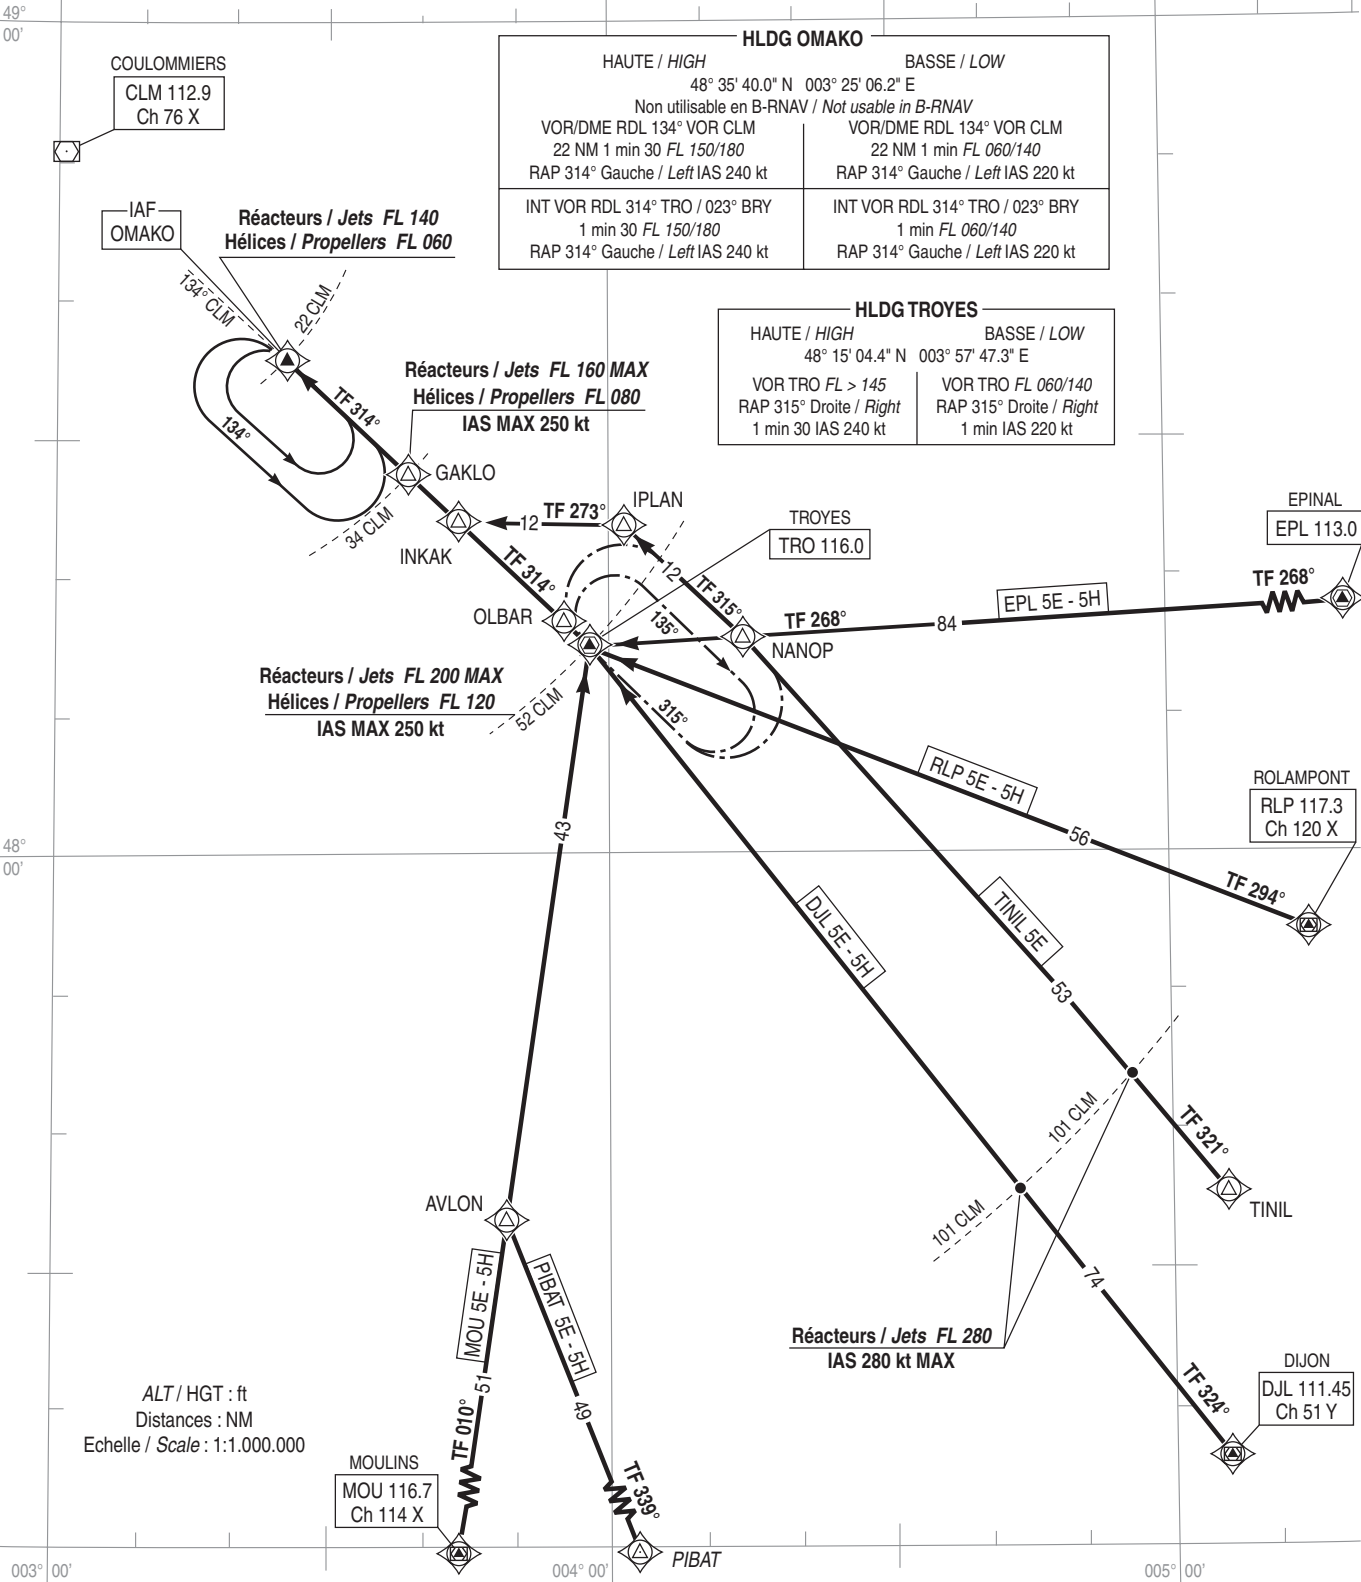 49°
00'
COULOMMIERS
CLM 112.9
Ch 76 X
HLDG OMAKO
HAUTE / HIGH
BASSE / LOW
48° 35' 40.0" N 003° 25' 06.2" E
Non utilisable en B-RNAV / Not usable in B-RNAV
VOR/DME RDL 134° VOR CLM
22 NM 1 min 30 FL 150/180
RAP 314° Gauche / Left IAS 240 kt
VOR/DME RDL 134° VOR CLM
22 NM 1 min FL 060/140
RAP 314° Gauche / Left IAS 220 kt
INT VOR RDL 314° TRO / 023° BRY
1 min 30 FL 150/180
RAP 314° Gauche / Left IAS 240 kt
INT VOR RDL 314° TRO / 023° BRY
1 min FL 060/140
RAP 314° Gauche / Left IAS 220 kt
IAF
OMAKO
Réacteurs / Jets FL 140
Hélices / Propellers FL 060
134° CLM
22 CLM
HLDG TROYES
HAUTE / HIGH
BASSE / LOW
48° 15' 04.4" N 003° 57' 47.3" E
VOR TRO FL > 145
RAP 315° Droite / Right
1 min 30 IAS 240 kt
VOR TRO FL 060/140
RAP 315° Droite / Right
1 min IAS 220 kt
Réacteurs / Jets FL 160 MAX
Hélices / Propellers FL 080
IAS MAX 250 kt
TF 314°
134°
GAKLO
34 CLM
INKAK
TF 273°
12
IPLAN
TROYES
TRO 116.0
EPINAL
EPL 113.0
TF 268°
EPL 5E - 5H
84
TF 268°
TF 314°
12
TF 315°
135°
OLBAR
NANOP
Réacteurs / Jets FL 200 MAX
Hélices / Propellers FL 120
IAS MAX 250 kt
52 CLM
315°
RLP 5E - 5H
56
ROLAMPONT
RLP 117.3
Ch 120 X
TF 294°
43
48°
00'
DJL 5E - 5H
TINIL 5E
53
101 CLM
TF 321°
TINIL
AVLON
101 CLM
74
MOU 5E - 5H
PIBAT 5E - 5H
Réacteurs / Jets FL 280
IAS 280 kt MAX
TF 324°
DIJON
DJL 111.45
Ch 51 Y
51
49
ALT / HGT : ft
Distances : NM
Echelle / Scale : 1:1.000.000
TF 010°
TF 339°
MOULINS
MOU 116.7
Ch 114 X
PIBAT
003° 00'
004° 00'
005° 00'